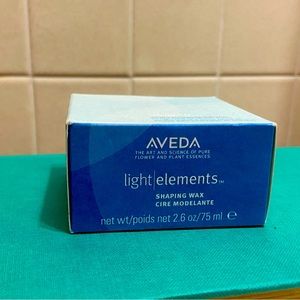 AVEDA
THE ART AND SCIENCE OF PURE
FLOWER AND PLANT ESSENCES
light|elements™
SHAPING WAX
CIRE MODELANTE
net wt/poids net 2.6 oz/75 ml ℮